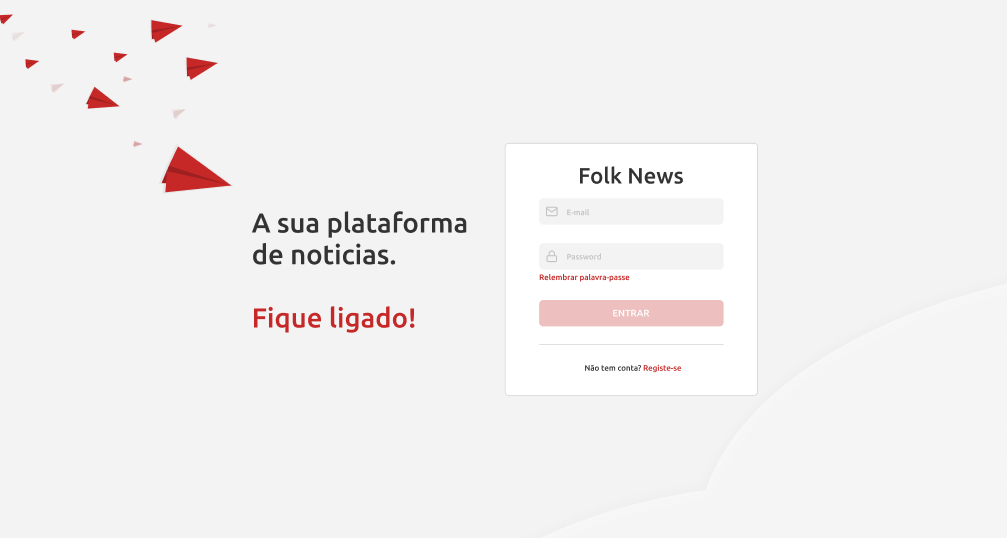 A sua plataforma
de noticias.
Fique ligado!
Folk News
E-mail
Password
Relembrar palavra-passe
ENTRAR
Não tem conta? Registe-se